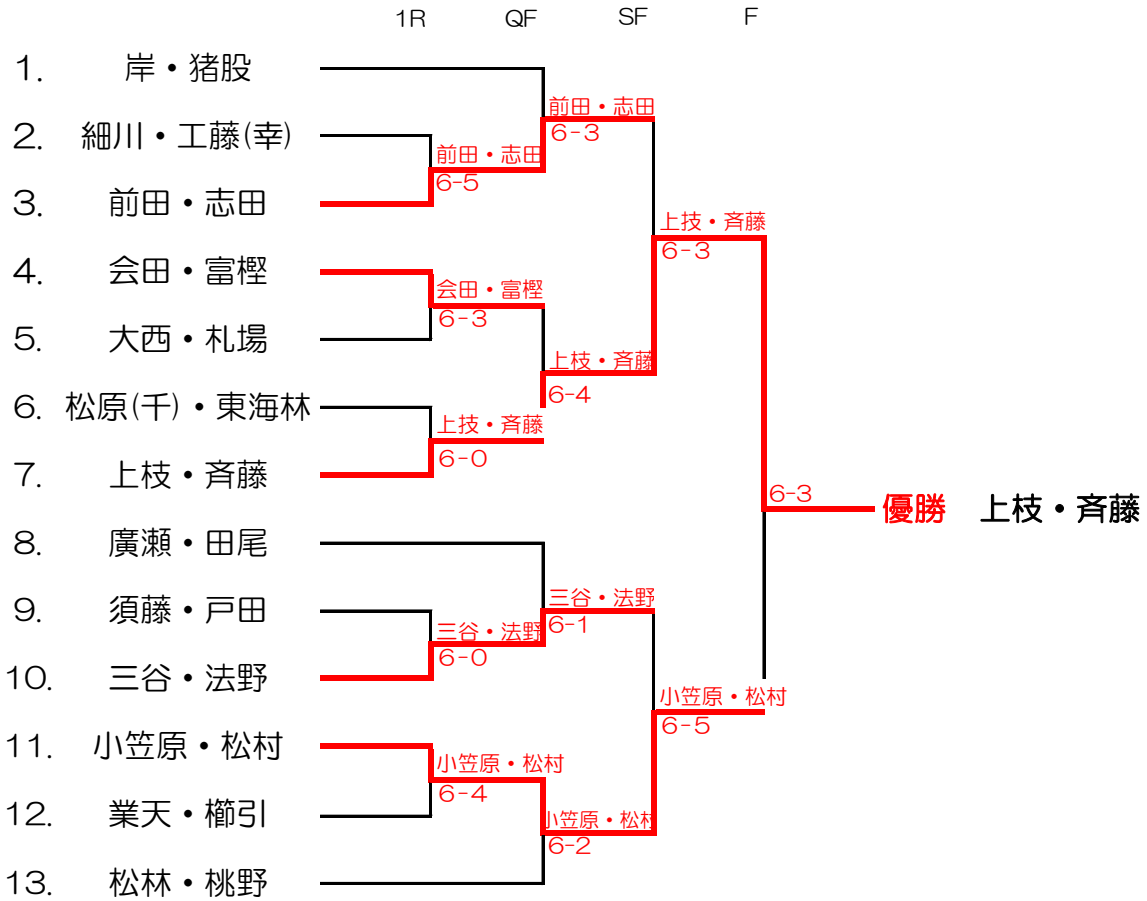 1R QF SF F
1. 岸・猪股
前田・志田
6-3
2. 細川・工藤(幸)
前田・志田
6-5
3. 前田・志田
上技・斉藤
6-3
4. 会田・富樫
会田・富樫
6-3
5. 大西・札場
上枝・斉藤
6-4
6. 松原(千)・東海林
上技・斉藤
6-0
7. 上枝・斉藤
6-3
優勝 上枝・斉藤
8. 廣瀬・田尾
三谷・法野
6-1
9. 須藤・戸田
三谷・法野
6-0
10. 三谷・法野
小笠原・松村
6-5
11. 小笠原・松村
小笠原・松村
6-4
12. 業天・櫛引
小笠原・松村
6-2
13. 松林・桃野